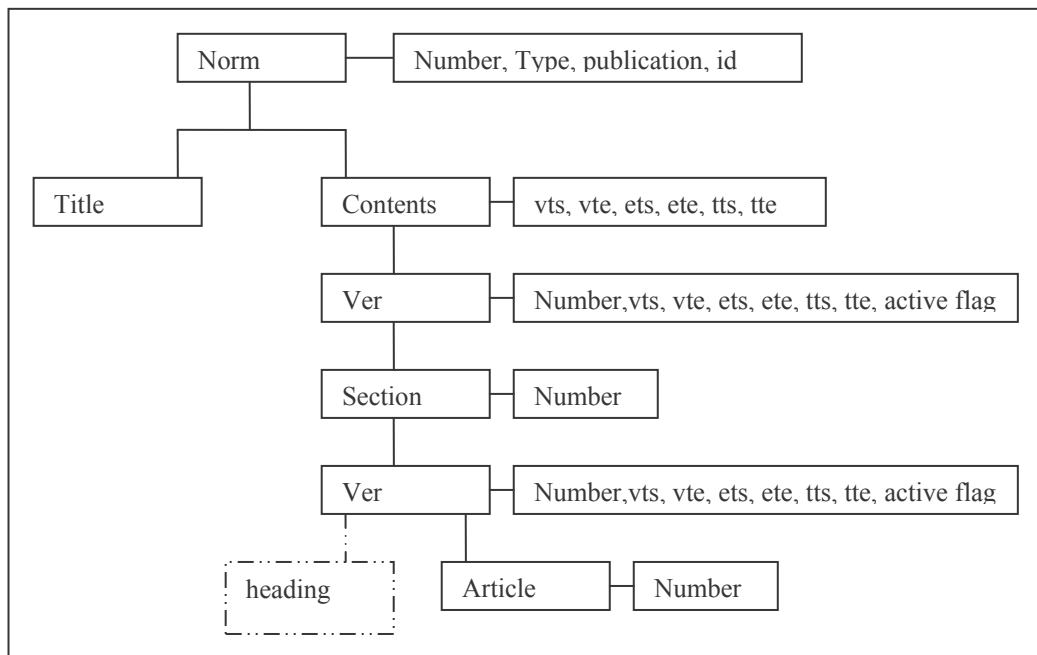 Norm
Number, Type, publication, id
Title
Contents
vts, vte, ets, ete, tts, tte
Ver
Number,vts, vte, ets, ete, tts, tte, active flag
Section
Number
Ver
Number,vts, vte, ets, ete, tts, tte, active flag
heading
Article
Number